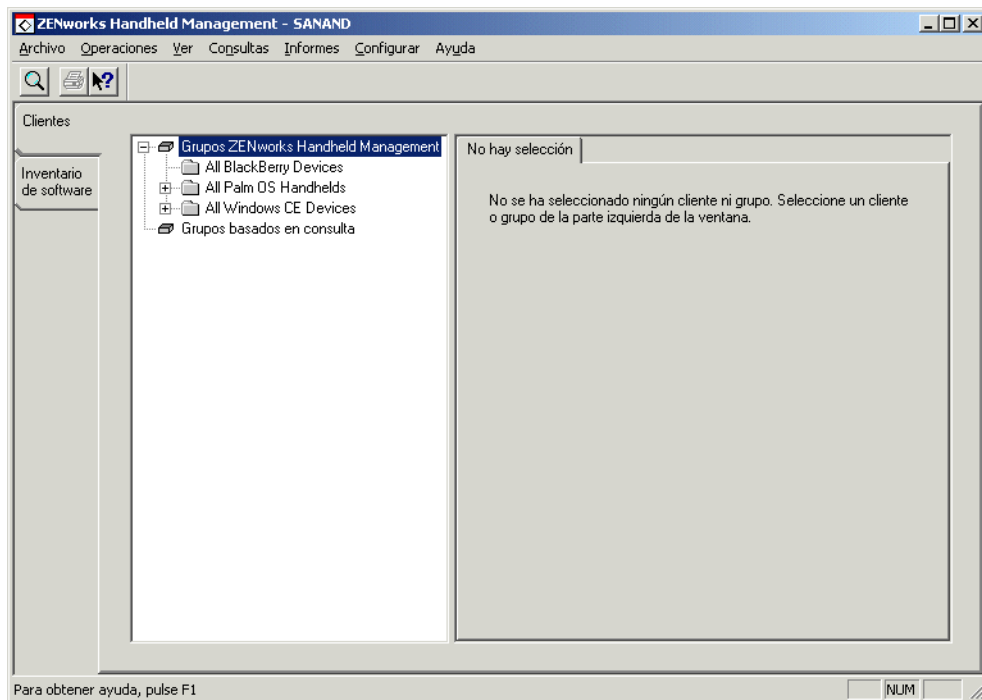 ZENworks Handheld Management - SANAND
Archivo Operaciones Ver Consultas Informes Configurar Ayuda
Clientes
Inventario
de software
Grupos ZENworks Handheld Management
All BlackBerry Devices
All Palm OS Handhelds
All Windows CE Devices
Grupos basados en consulta
No hay selección
No se ha seleccionado ningún cliente ni grupo. Seleccione un cliente
o grupo de la parte izquierda de la ventana.
Para obtener ayuda, pulse F1
NUM